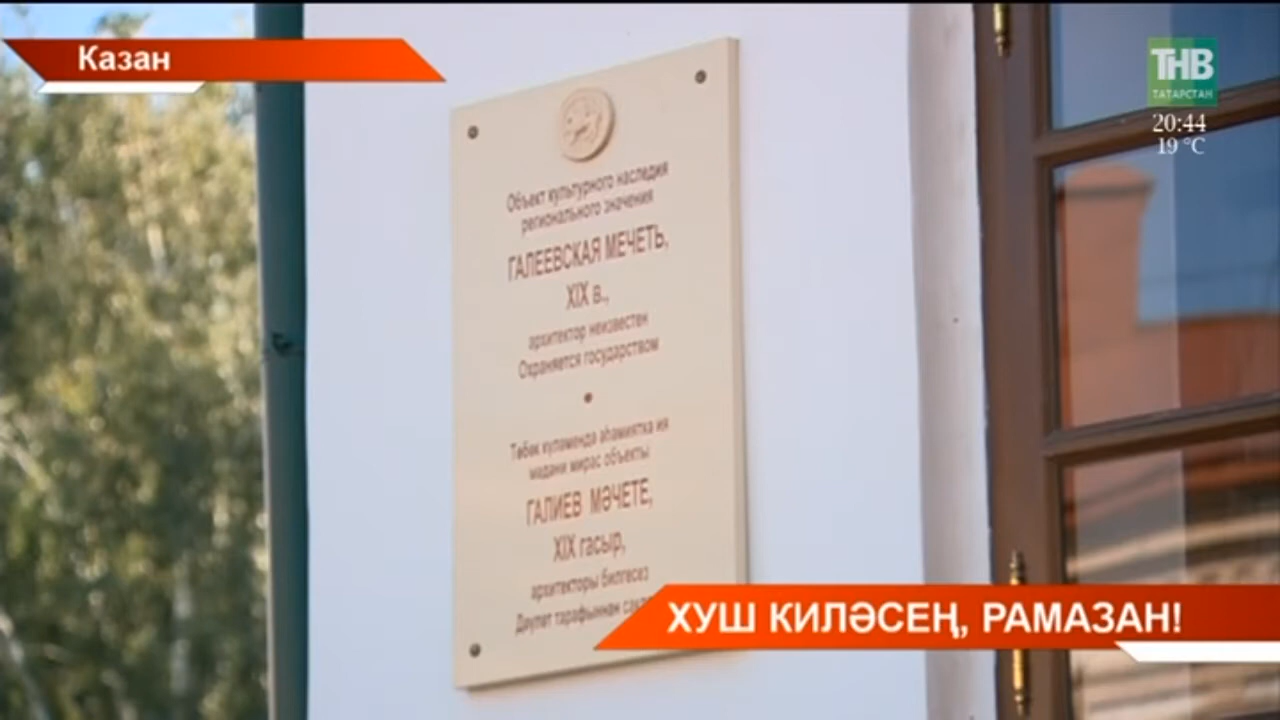 Казан
ТНВ
ТАТАРСТАН
20:44
19 °C
Объект культурного наследия
регионального значения
ГАЛЕЕВСКАЯ МЕЧЕТЬ,
XIX в.,
архитектор неизвестен
Охраняется государством
Төбәк күләмендә әһәмияткә ия
мәдәни мирас объекты
ГАЛИЕВ МӘЧЕТЕ,
XIX гасыр,
архитекторы билгесез
Дәүләт тарафыннан
ХУШ КИЛӘСЕҢ, РАМАЗАН!